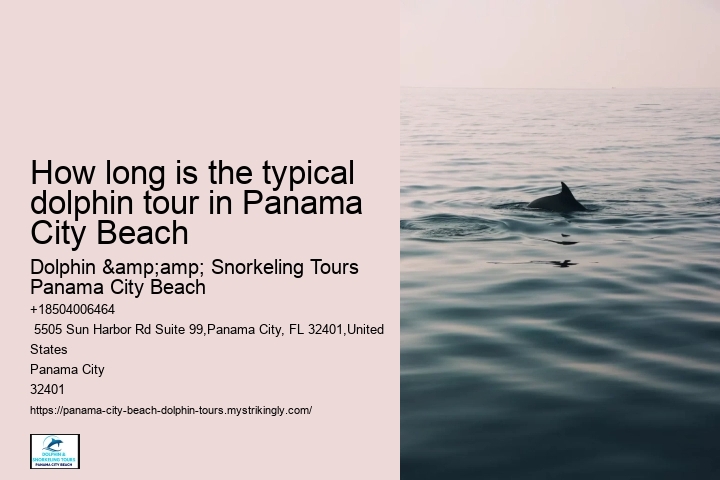 How long is the typical
dolphin tour in Panama
City Beach
Dolphin &amp;amp; Snorkeling Tours
Panama City Beach
+18504006464
5505 Sun Harbor Rd Suite 99,Panama City, FL 32401,United
States
Panama City
32401
https://panama-city-beach-dolphin-tours.mystrikingly.com/
DOLPHIN &
SNORKELING TOURS
PANAMA CITY BEACH